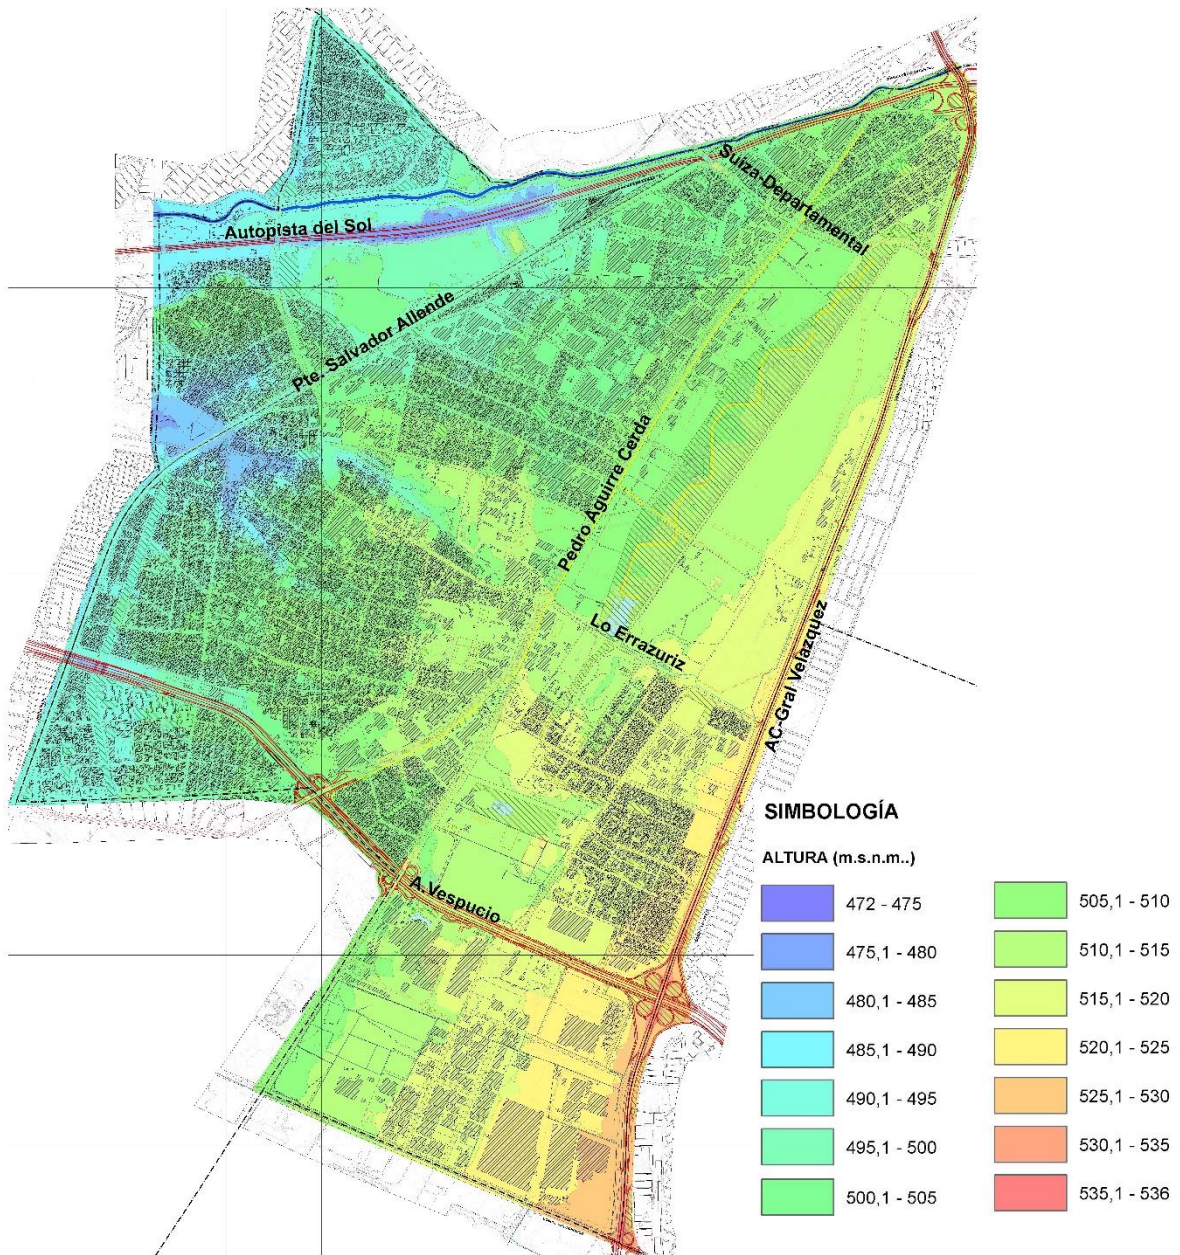 Suiza-Departamental
Autopista del Sol
Pte. Salvador Allende
Pedro Aguirre Cerda
Lo Errazuriz
AC-Gral Velazquez
A.Vespucio
SIMBOLOGÍA
ALTURA (m.s.n.m..)
472 - 475
475,1 - 480
480,1 - 485
485,1 - 490
490,1 - 495
495,1 - 500
500,1 - 505
505,1 - 510
510,1 - 515
515,1 - 520
520,1 - 525
525,1 - 530
530,1 - 535
535,1 - 536